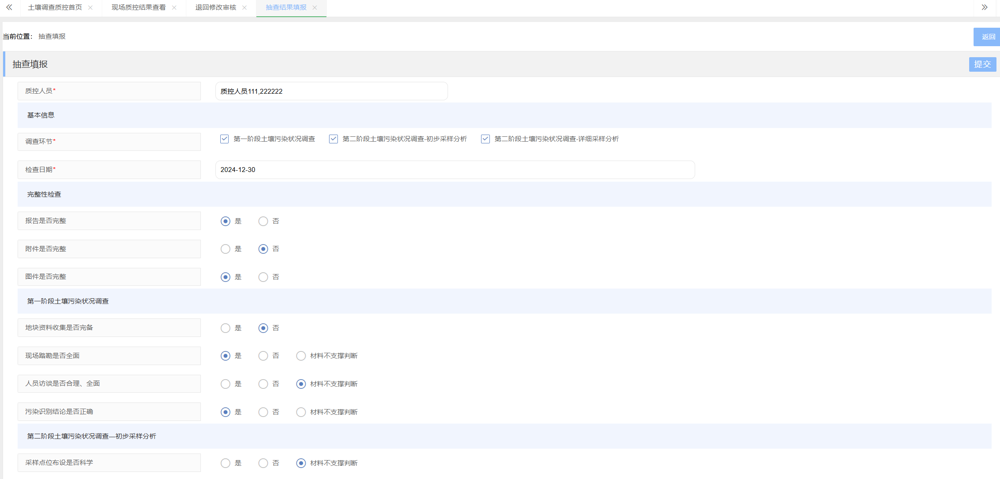 土壤调查质控首页 现场质控结果查看 退回修改审核 抽查结果填报
当前位置： 抽查填报 返回
抽查填报 提交
质控人员* 质控人员111,222222
基本信息
调查环节* 第一阶段土壤污染状况调查 第二阶段土壤污染状况调查-初步采样分析 第二阶段土壤污染状况调查-详细采样分析
检查日期* 2024-12-30
完整性检查
报告是否完整 是 否
附件是否完整 是 否
图件是否完整 是 否
第一阶段土壤污染状况调查
地块资料收集是否完备 是 否
现场踏勘是否全面 是 否 材料不支撑判断
人员访谈是否合理、全面 是 否 材料不支撑判断
污染识别结论是否正确 是 否 材料不支撑判断
第二阶段土壤污染状况调查—初步采样分析
采样点位布设是否科学 是 否 材料不支撑判断